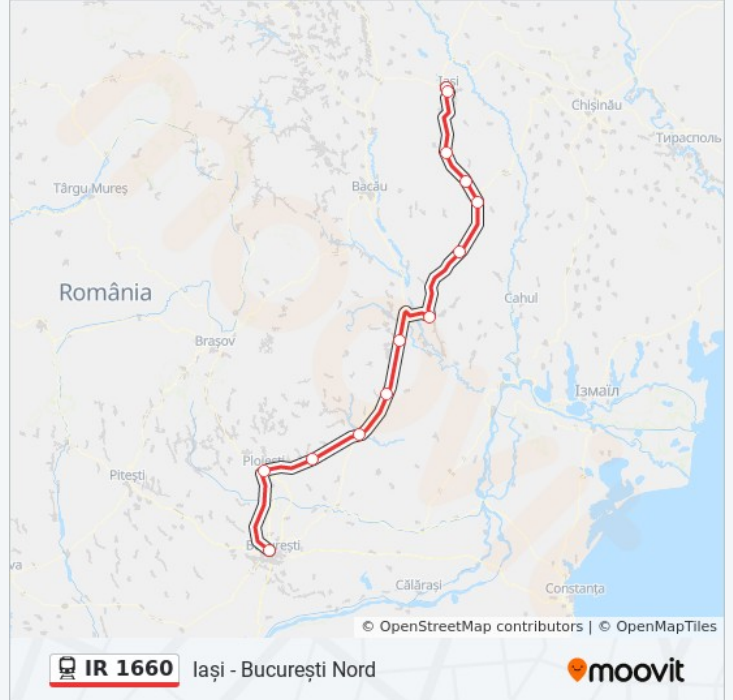 Iași
Chișinău
Тирасполь
Târgu Mureș
Bacău
România
Cahul
Brașov
Ізмаїл
Ploiești
Pitești
București
Călărași
Constanța
© OpenStreetMap contributors | © OpenMapTiles
IR 1660
Iași - București Nord
moovit